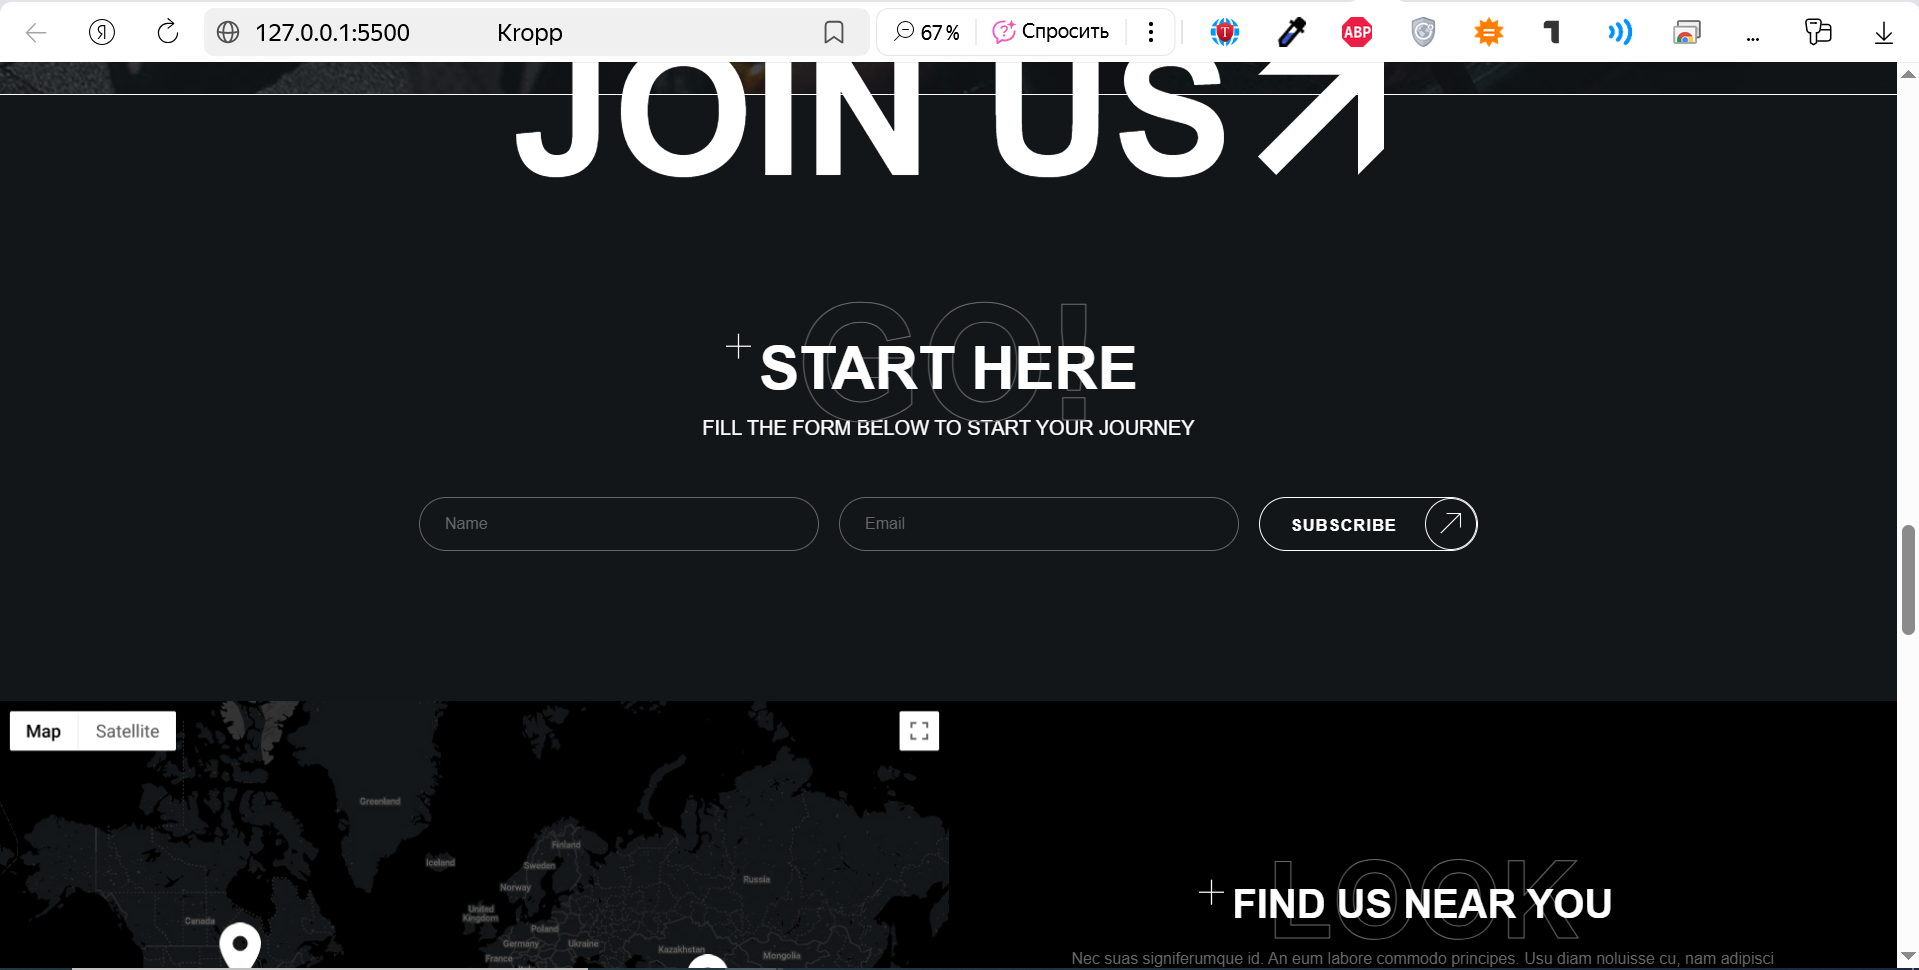 127.0.0.1:5500 Kropp 67% Спросить ABP ...
JOIN US
GO!
START HERE
FILL THE FORM BELOW TO START YOUR JOURNEY
Name Email SUBSCRIBE
Map Satellite
Greenland
Finland
Iceland
Sweden
Russia
Norway
United
Kingdom
Canada
Poland
Germany Ukraine
Kazakhstan
Mongolia
France
LOOK
FIND US NEAR YOU
Nec suas signiferumque id. An eum labore commodo principes. Usu diam noluisse cu, nam adipisci